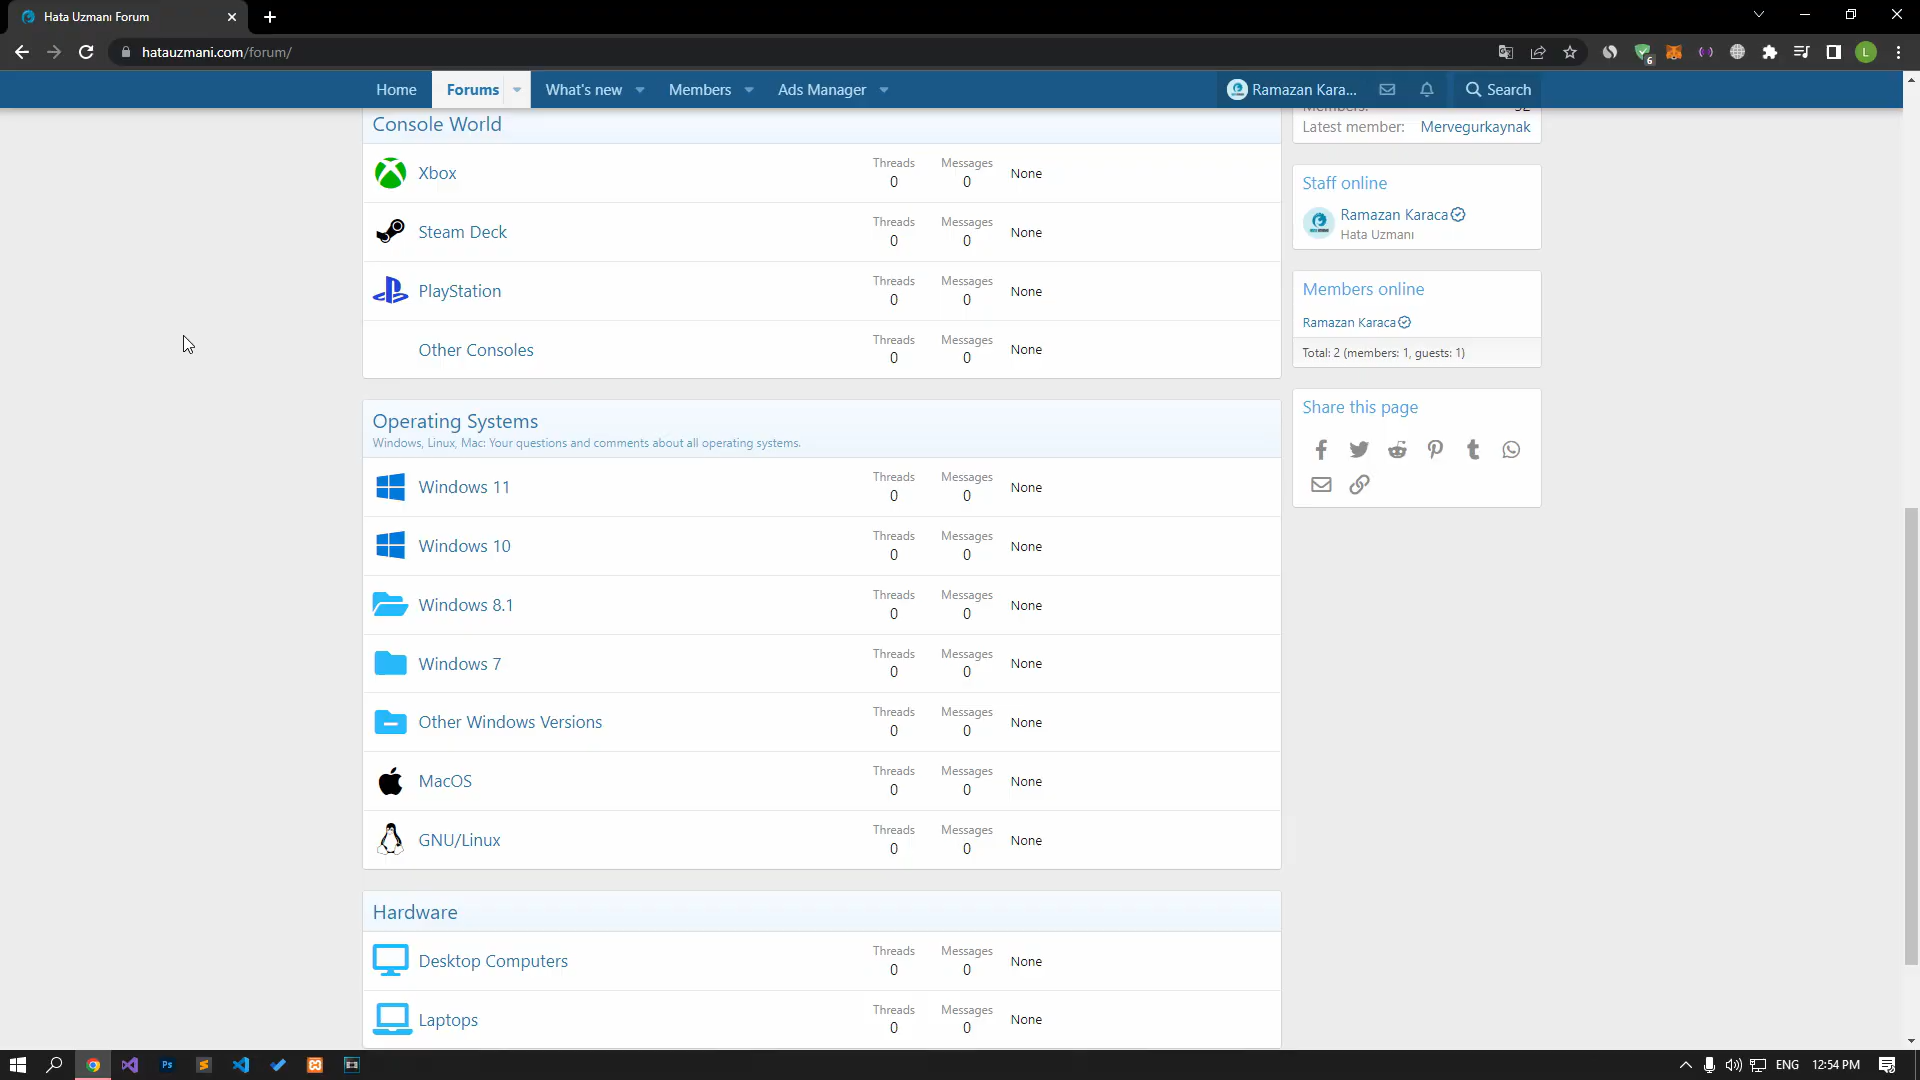 Hata Uzmanı Forum
hatauzmani.com/forum/
6
L
Home
Forums
What's new
Members
Ads Manager
Ramazan Kara...
Search
Console World
Xbox
Threads
0
Messages
0
None
Steam Deck
Threads
0
Messages
0
None
PlayStation
Threads
0
Messages
0
None
Other Consoles
Threads
0
Messages
0
None
Operating Systems
Windows, Linux, Mac: Your questions and comments about all operating systems.
Windows 11
Threads
0
Messages
0
None
Windows 10
Threads
0
Messages
0
None
Windows 8.1
Threads
0
Messages
0
None
Windows 7
Threads
0
Messages
0
None
Other Windows Versions
Threads
0
Messages
0
None
MacOS
Threads
0
Messages
0
None
GNU/Linux
Threads
0
Messages
0
None
Hardware
Desktop Computers
Threads
0
Messages
0
None
Laptops
Threads
0
Messages
0
None
Latest member: Mervegurkaynak
Staff online
Ramazan Karaca
Hata Uzmanı
Members online
Ramazan Karaca
Total: 2 (members: 1, guests: 1)
Share this page
Ps
ENG
12:54 PM